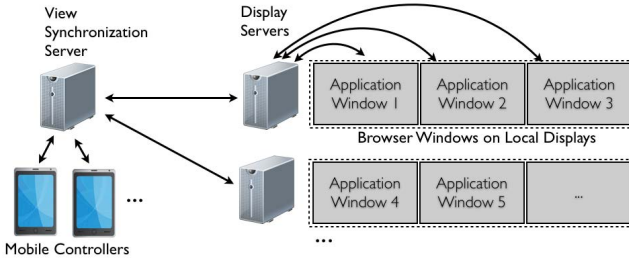 View
Synchronization
Server
Display
Servers
Application
Window 1
Application
Window 2
Application
Window 3
Browser Windows on Local Displays
Application
Window 4
Application
Window 5
...
...
...
Mobile Controllers